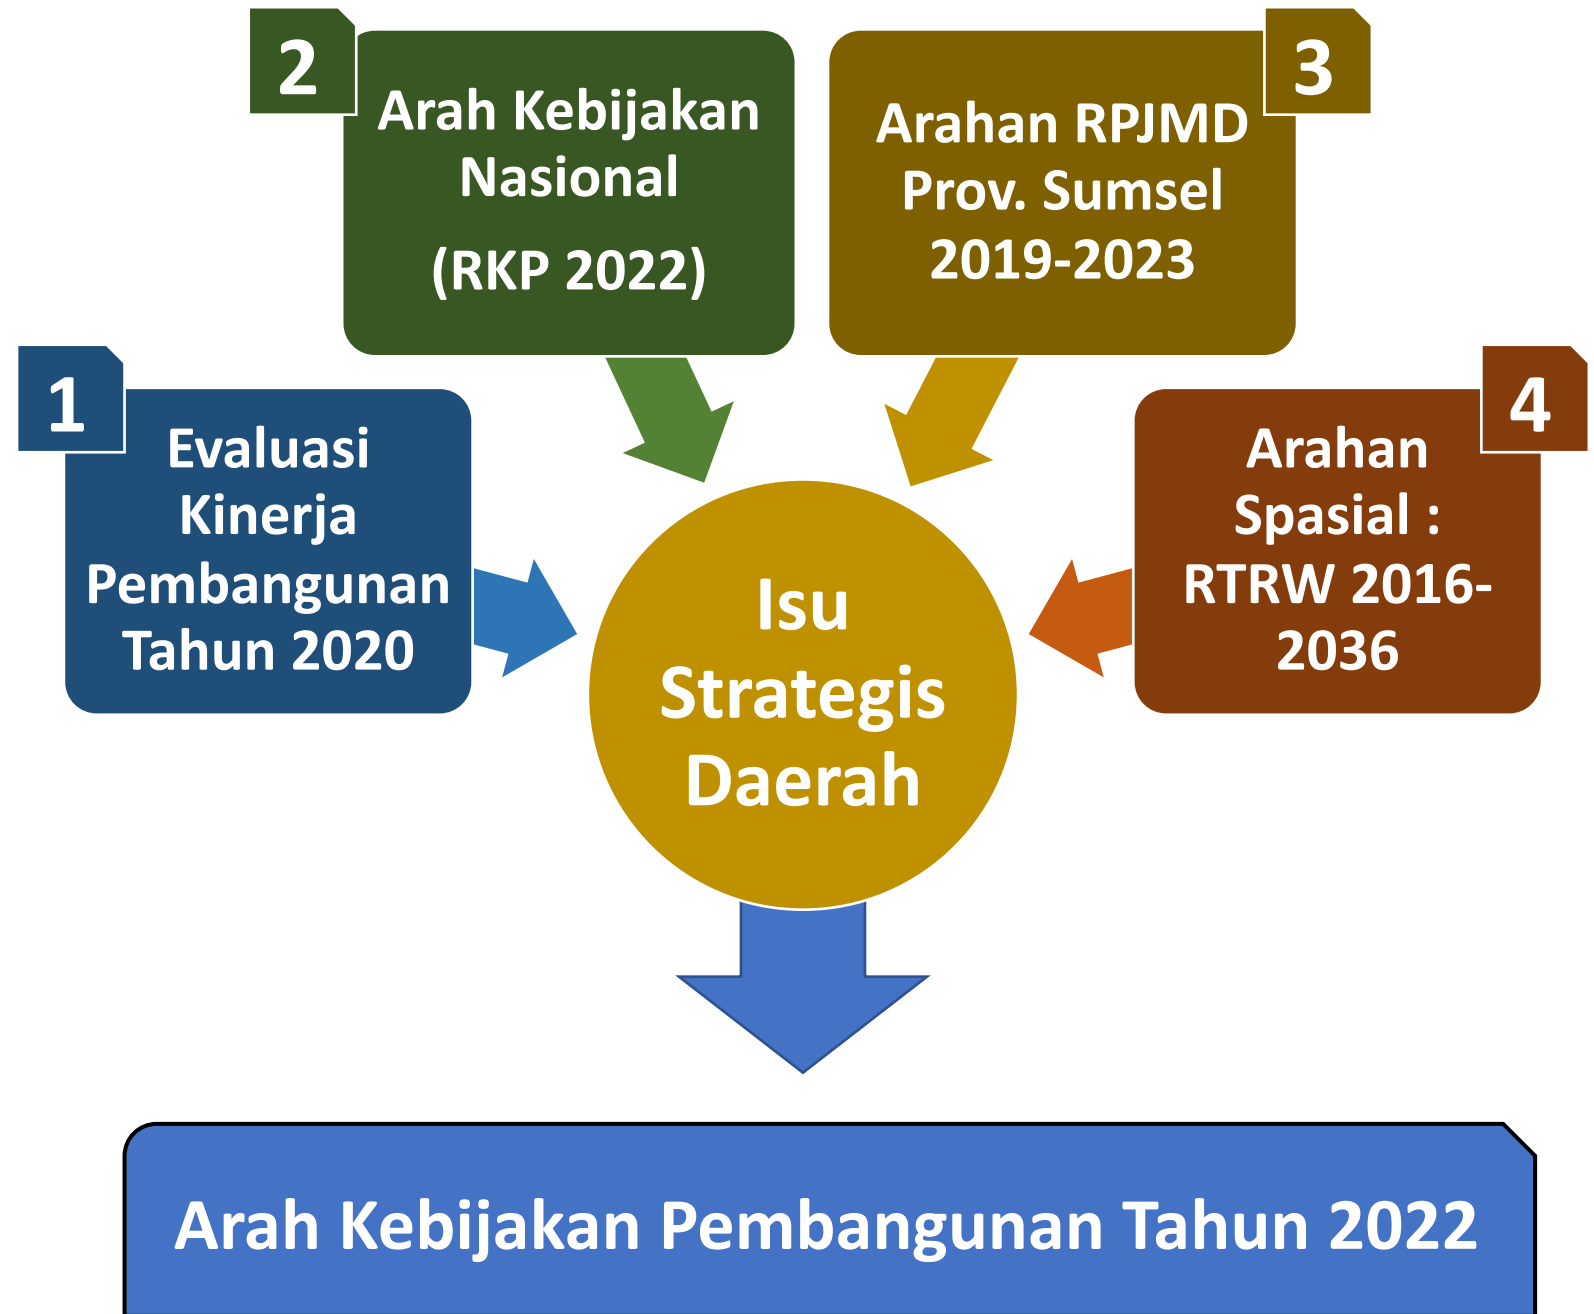 1
Evaluasi
Kinerja
Pembangunan
Tahun 2020
2
Arah Kebijakan
Nasional
(RKP 2022)
3
Arahan RPJMD
Prov. Sumsel
2019-2023
4
Arahan
Spasial :
RTRW 2016-
2036
Isu
Strategis
Daerah
Arah Kebijakan Pembangunan Tahun 2022